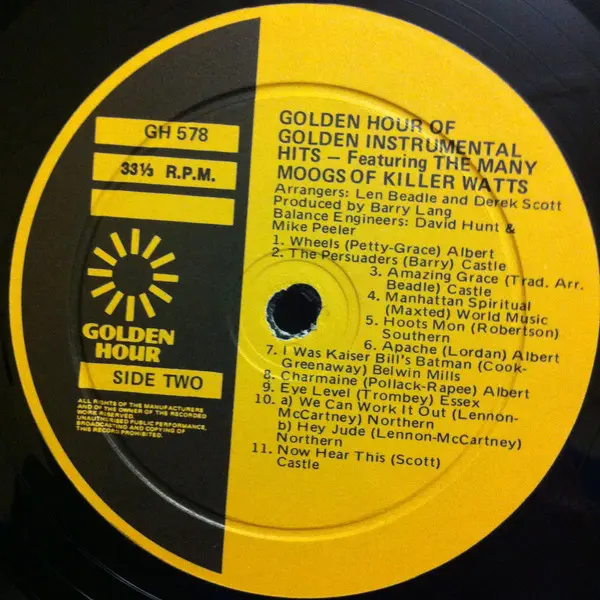 GH 578
33⅓ R.P.M.
GOLDEN
HOUR
SIDE TWO
ALL RIGHTS OF THE MANUFACTURERS
AND OF THE OWNER OF THE RECORDED
WORK RESERVED.
UNAUTHORISED PUBLIC PERFORMANCE,
BROADCASTING AND COPYING OF
THIS RECORD PROHIBITED.
GOLDEN HOUR OF
GOLDEN INSTRUMENTAL
HITS – Featuring THE MANY
MOOGS OF KILLER WATTS
Arrangers: Len Beadle and Derek Scott
Produced by Barry Lang
Balance Engineers: David Hunt &
Mike Peeler
1. Wheels (Petty-Grace) Albert
2. The Persuaders (Barry) Castle
3. Amazing Grace (Trad. Arr.
Beadle) Castle
4. Manhattan Spiritual
(Maxted) World Music
5. Hoots Mon (Robertson)
Southern
6. Apache (Lordan) Albert
7. I Was Kaiser Bill's Batman (Cook-
Greenaway) Belwin Mills
8. Charmaine (Pollack-Rapee) Albert
9. Eye Level (Trombey) Essex
10. a) We Can Work It Out (Lennon-
McCartney) Northern
b) Hey Jude (Lennon-McCartney)
Northern
11. Now Hear This (Scott)
Castle